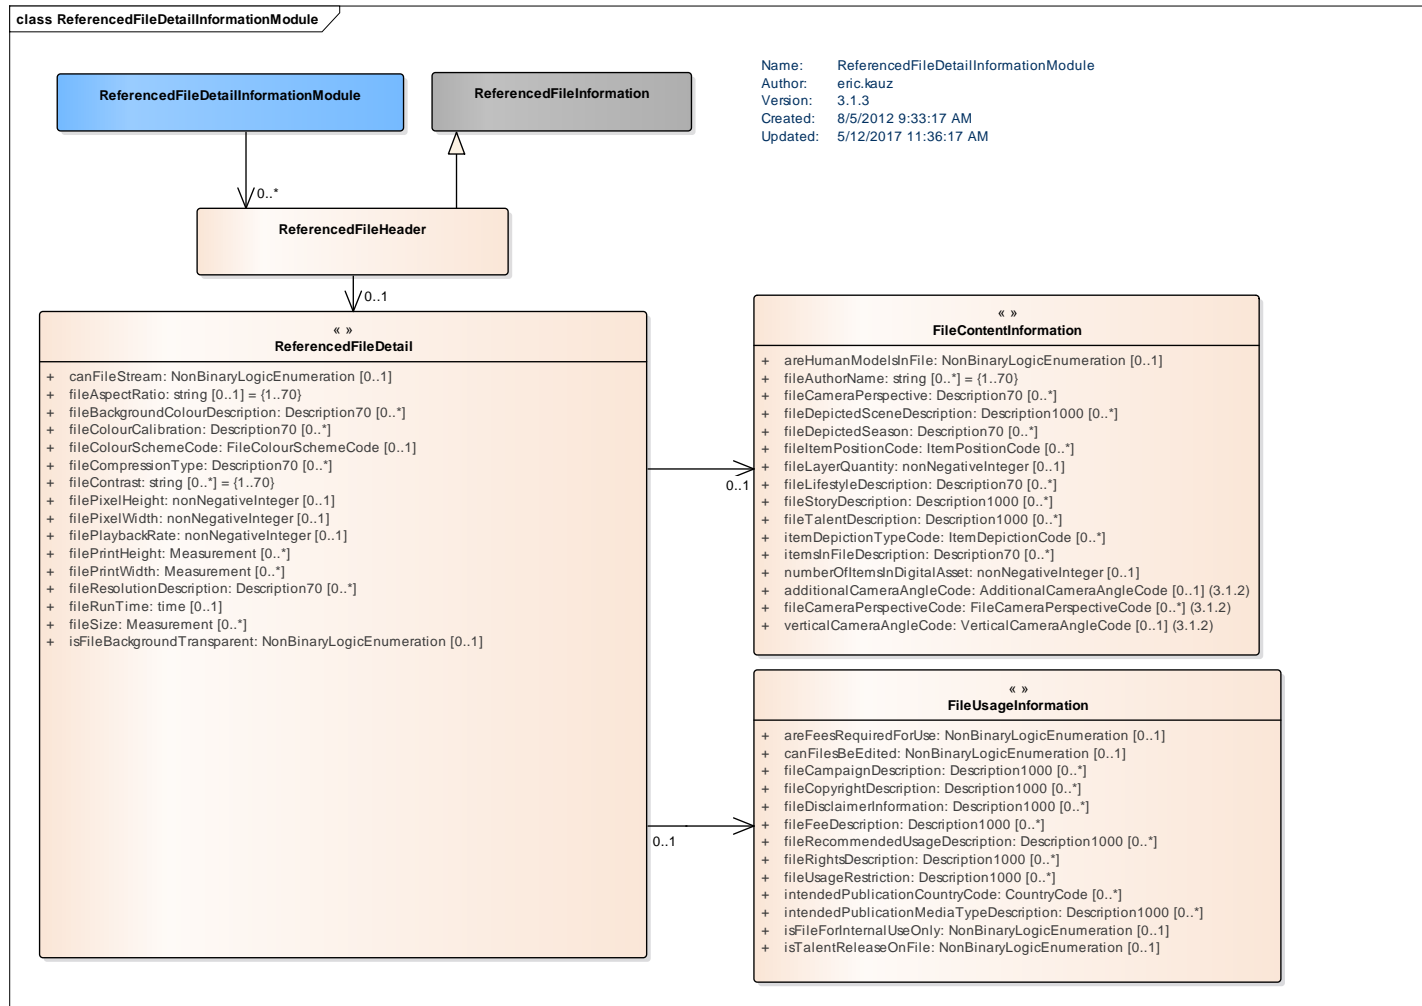 class ReferencedFileDetailInformationModule
Name: ReferencedFileDetailInformationModule
Author: eric.kauz
Version: 3.1.3
Created: 8/5/2012 9:33:17 AM
Updated: 5/12/2017 11:36:17 AM
ReferencedFileDetailInformationModule
ReferencedFileInformation
0..*
ReferencedFileHeader
0..1
« »
ReferencedFileDetail
+ canFileStream: NonBinaryLogicEnumeration [0..1]
+ fileAspectRatio: string [0..1] = {1..70}
+ fileBackgroundColourDescription: Description70 [0..*]
+ fileColourCalibration: Description70 [0..*]
+ fileColourSchemeCode: FileColourSchemeCode [0..1]
+ fileCompressionType: Description70 [0..*]
+ fileContrast: string [0..*] = {1..70}
+ filePixelHeight: nonNegativeInteger [0..1]
+ filePixelWidth: nonNegativeInteger [0..1]
+ filePlaybackRate: nonNegativeInteger [0..1]
+ filePrintHeight: Measurement [0..*]
+ filePrintWidth: Measurement [0..*]
+ fileResolutionDescription: Description70 [0..*]
+ fileRunTime: time [0..1]
+ fileSize: Measurement [0..*]
+ isFileBackgroundTransparent: NonBinaryLogicEnumeration [0..1]
0..1
« »
FileContentInformation
+ areHumanModelsInFile: NonBinaryLogicEnumeration [0..1]
+ fileAuthorName: string [0..*] = {1..70}
+ fileCameraPerspective: Description70 [0..*]
+ fileDepictedSceneDescription: Description1000 [0..*]
+ fileDepictedSeason: Description70 [0..*]
+ fileItemPositionCode: ItemPositionCode [0..*]
+ fileLayerQuantity: nonNegativeInteger [0..1]
+ fileLifestyleDescription: Description70 [0..*]
+ fileStoryDescription: Description1000 [0..*]
+ fileTalentDescription: Description1000 [0..*]
+ itemDepictionTypeCode: ItemDepictionCode [0..*]
+ itemsInFileDescription: Description70 [0..*]
+ numberOfItemsInDigitalAsset: nonNegativeInteger [0..1]
+ additionalCameraAngleCode: AdditionalCameraAngleCode [0..1] (3.1.2)
+ fileCameraPerspectiveCode: FileCameraPerspectiveCode [0..*] (3.1.2)
+ verticalCameraAngleCode: VerticalCameraAngleCode [0..1] (3.1.2)
0..1
« »
FileUsageInformation
+ areFeesRequiredForUse: NonBinaryLogicEnumeration [0..1]
+ canFilesBeEdited: NonBinaryLogicEnumeration [0..1]
+ fileCampaignDescription: Description1000 [0..*]
+ fileCopyrightDescription: Description1000 [0..*]
+ fileDisclaimerInformation: Description1000 [0..*]
+ fileFeeDescription: Description1000 [0..*]
+ fileRecommendedUsageDescription: Description1000 [0..*]
+ fileRightsDescription: Description1000 [0..*]
+ fileUsageRestriction: Description1000 [0..*]
+ intendedPublicationCountryCode: CountryCode [0..*]
+ intendedPublicationMediaTypeDescription: Description1000 [0..*]
+ isFileForInternalUseOnly: NonBinaryLogicEnumeration [0..1]
+ isTalentReleaseOnFile: NonBinaryLogicEnumeration [0..1]